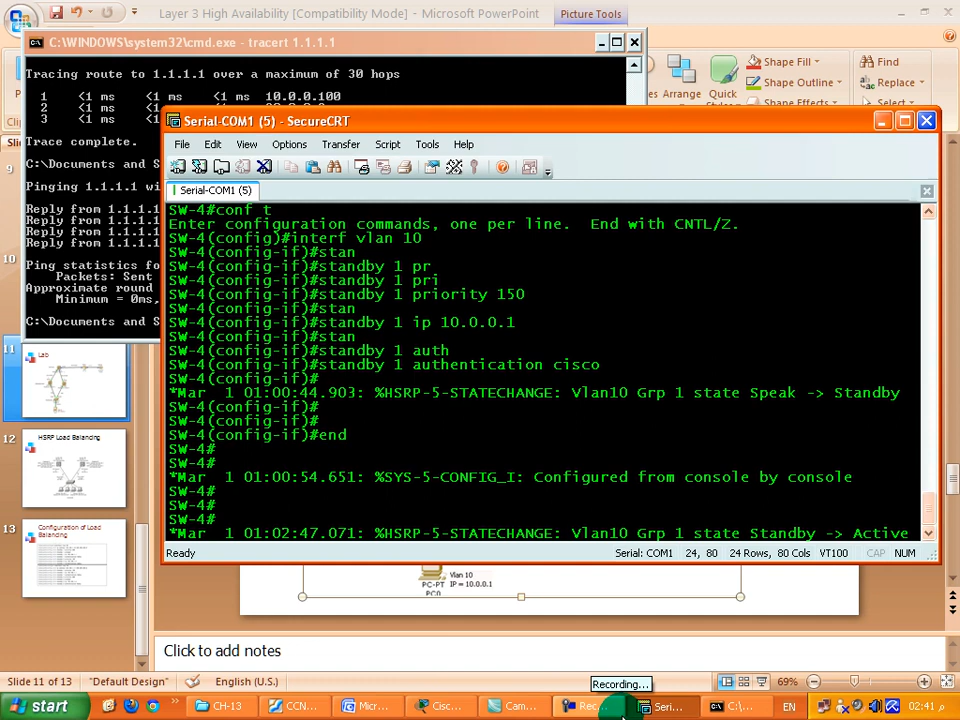 Layer 3 High Availability [Compatibility Mode] - Microsoft PowerPoint
Picture Tools
C:\WINDOWS\system32\cmd.exe - tracert 1.1.1.1
Tracing route to 1.1.1.1 over a maximum of 30 hops
1 <1 ms <1 ms <1 ms 10.0.0.100
2 <1 ms <1 ms <1 ms
3 <1 ms <1 ms <1 ms
Trace complete.
C:\Documents and S
Pinging 1.1.1.1 wi
Reply from 1.1.1.1
Reply from 1.1.1.1
Reply from 1.1.1.1
Reply from 1.1.1.1
Ping statistics fo
Packets: Sent
Approximate round
Minimum = 0ms,
C:\Documents and S
Arrange
Quick
Shape Fill
Shape Outline
Shape Effects
Find
Replace
Select
Serial-COM1 (5) - SecureCRT
File Edit View Options Transfer Script Tools Help
Serial-COM1 (5)
SW-4#conf t
Enter configuration commands, one per line. End with CNTL/Z.
SW-4(config)#interf vlan 10
SW-4(config-if)#stan
SW-4(config-if)#standby 1 pr
SW-4(config-if)#standby 1 pri
SW-4(config-if)#standby 1 priority 150
SW-4(config-if)#stan
SW-4(config-if)#standby 1 ip 10.0.0.1
SW-4(config-if)#stan
SW-4(config-if)#standby 1 auth
SW-4(config-if)#standby 1 authentication cisco
SW-4(config-if)#
*Mar 1 01:00:44.903: %HSRP-5-STATECHANGE: Vlan10 Grp 1 state Speak -> Standby
SW-4(config-if)#
SW-4(config-if)#
SW-4(config-if)#end
SW-4#
SW-4#
*Mar 1 01:00:54.651: %SYS-5-CONFIG_I: Configured from console by console
SW-4#
SW-4#
SW-4#
*Mar 1 01:02:47.071: %HSRP-5-STATECHANGE: Vlan10 Grp 1 state Standby -> Active
Ready
Serial: COM1 24, 80 24 Rows, 80 Cols VT100 CAP NUM
9
10
11
Lab
12
HSRP Load Balancing
13
Configuration of Load
Balancing
Vlan 10
PC-PT IP = 10.0.0.1
PC0
Click to add notes
Slide 11 of 13 "Default Design" English (U.S.) 69%
Recording...
start
CH-13
CCN...
Micr...
Cisc...
Cam...
Rec...
Seri...
C:\...
EN
02:41 م